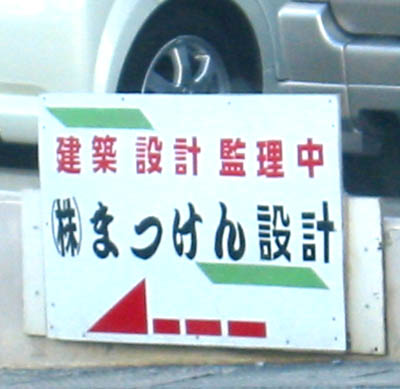 建築 設計 監理中
㈱まつけん設計